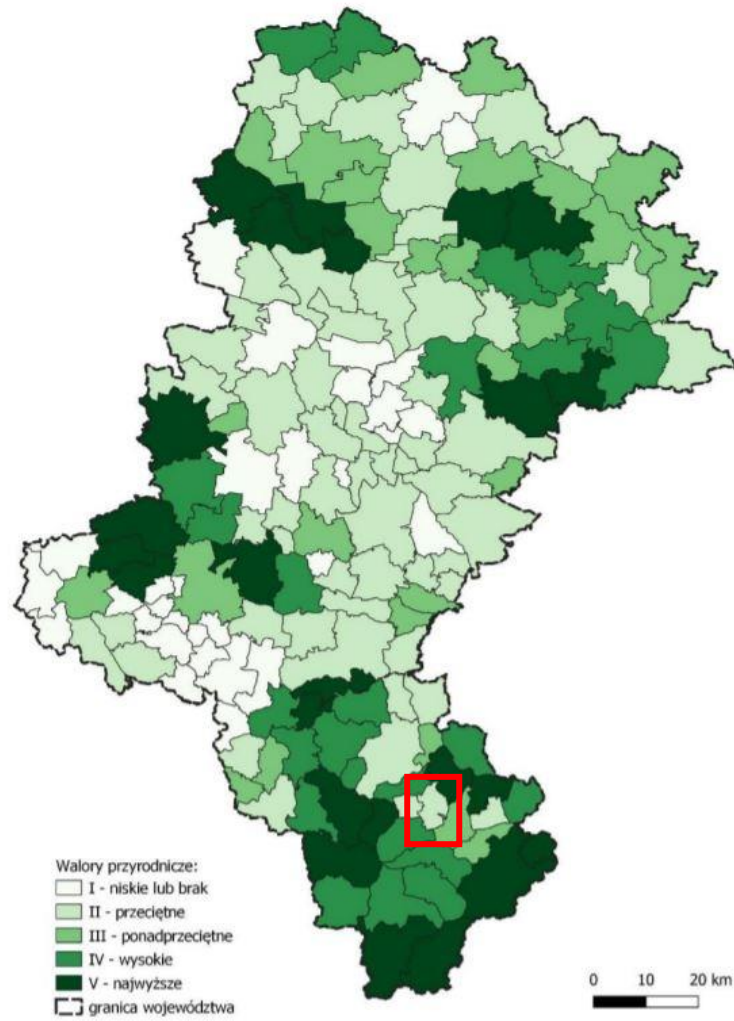 Walory przyrodnicze:
I - niskie lub brak
II - przeciętne
III - ponadprzeciętne
IV - wysokie
V - najwyższe
granica województwa
0 10 20 km